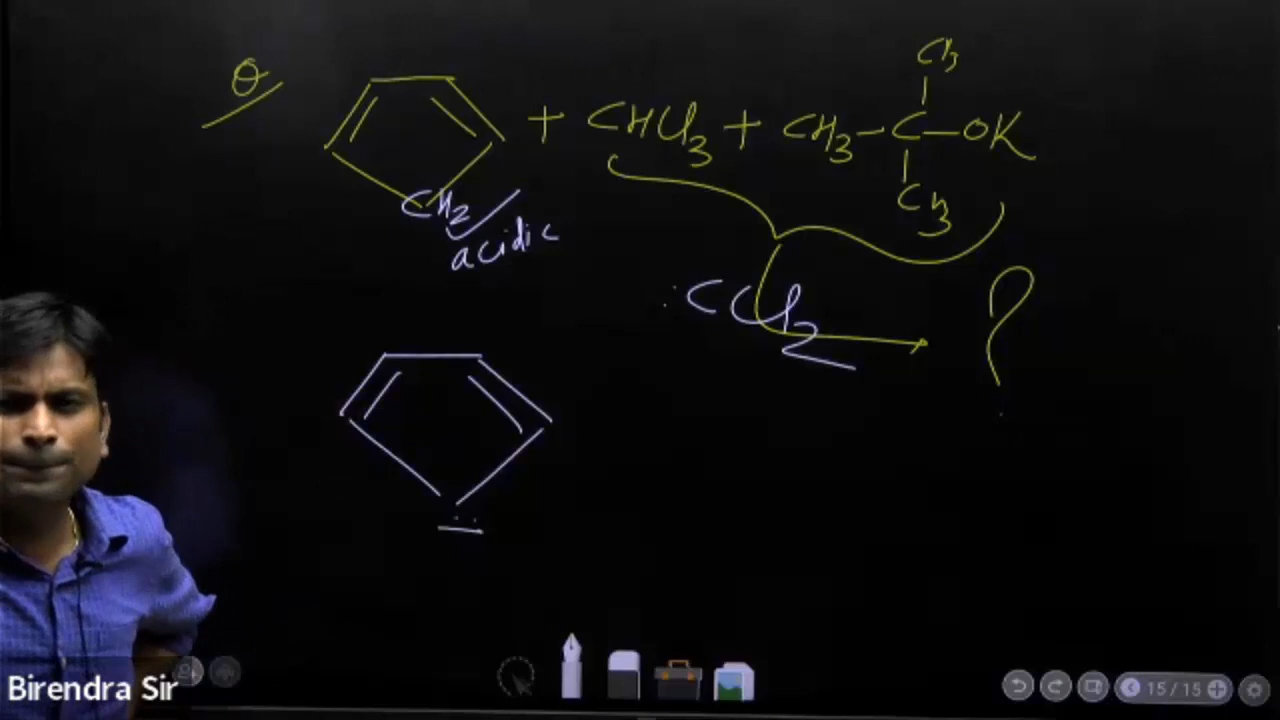 Q
+ CHCl3 + CH3-C-OK
CH3
CH3
CH2
acidic
:CCl2
?
Birendra Sir
15/15